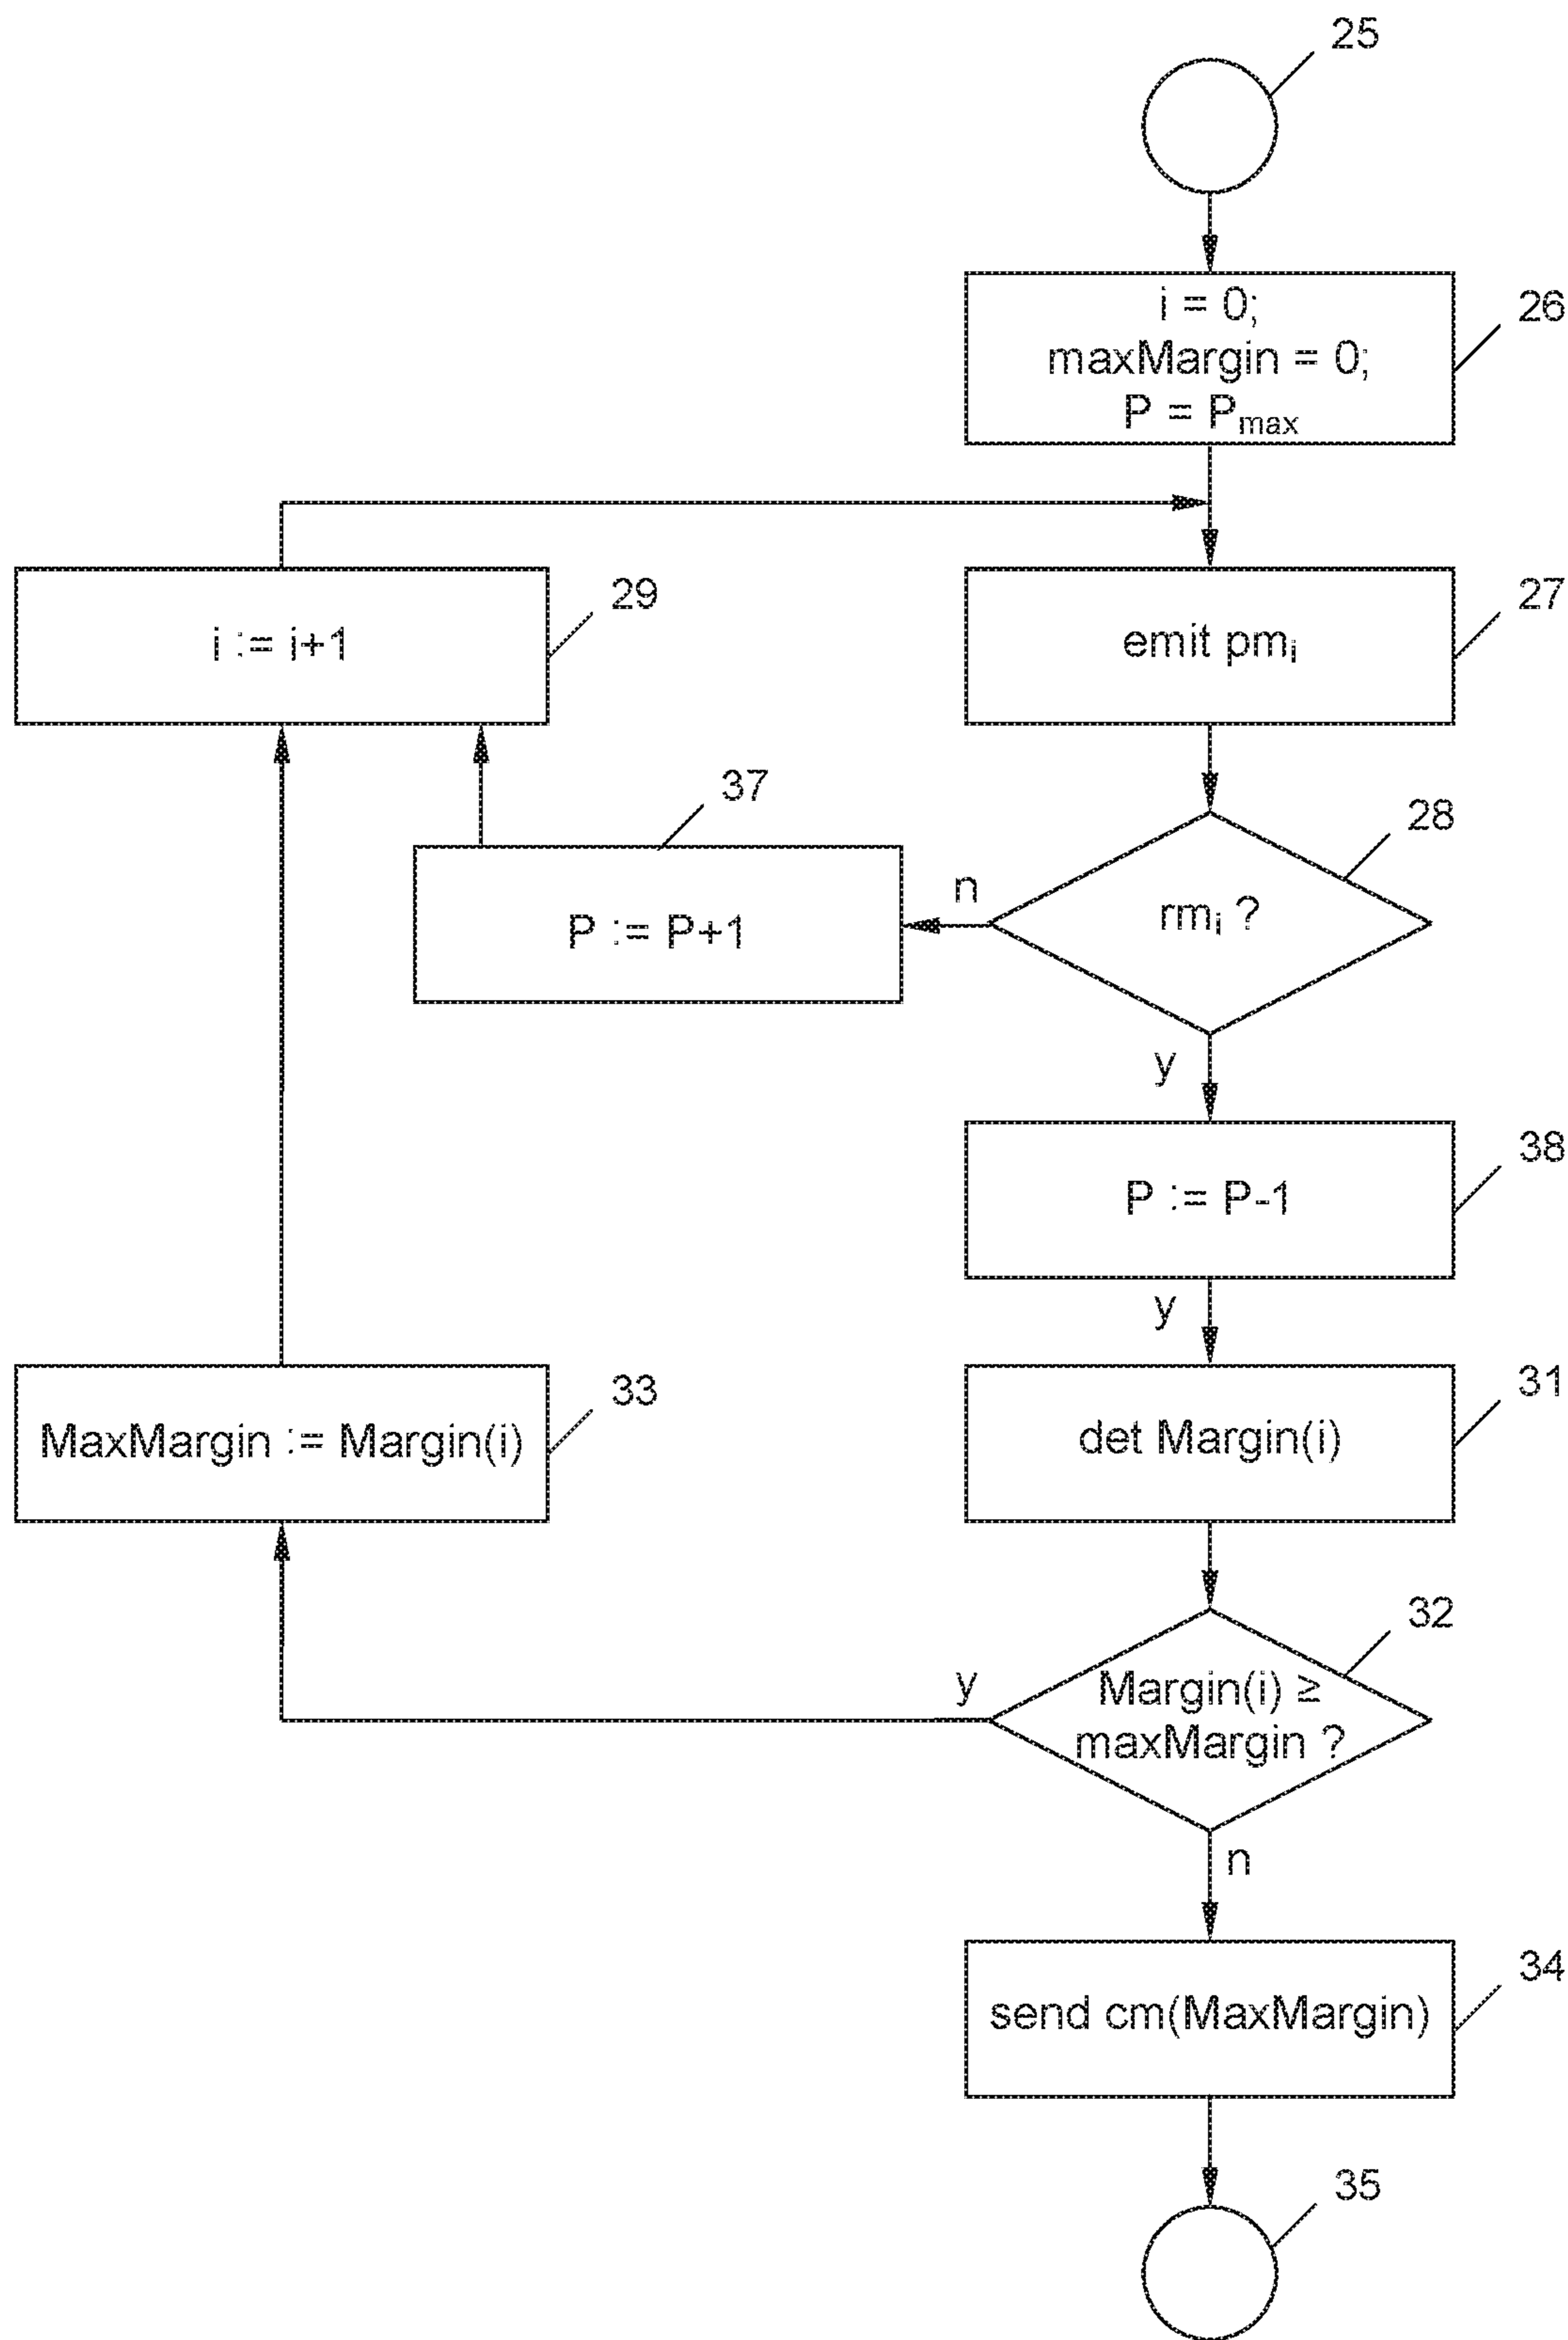 25
i = 0;
maxMargin = 0;
P = Pmax
26
i := i+1
29
emit pmi
27
37
P := P+1
n
rmi ?
28
y
P := P-1
38
y
MaxMargin := Margin(i)
33
det Margin(i)
31
y
Margin(i) ≥
maxMargin ?
32
n
send cm(MaxMargin)
34
35